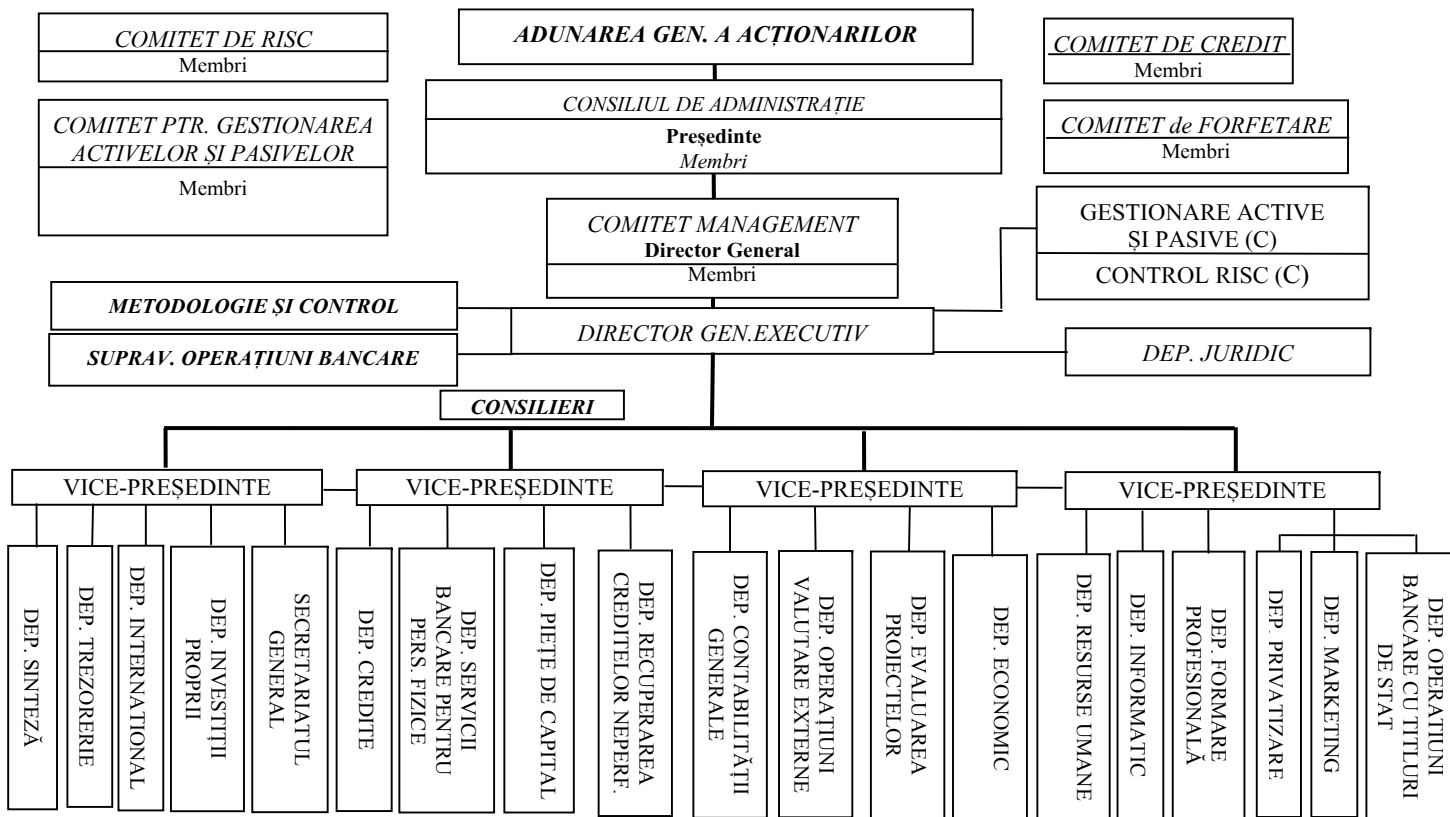 COMITET DE RISC
Membri
ADUNAREA GEN. A ACȚIONARILOR
COMITET DE CREDIT
Membri
COMITET PTR. GESTIONAREA
ACTIVELOR ȘI PASIVELOR
Membri
CONSILIUL DE ADMINISTRAȚIE
Președinte
Membri
COMITET de FORFETARE
Membri
COMITET MANAGEMENT
Director General
Membri
GESTIONARE ACTIVE
ȘI PASIVE (C)
CONTROL RISC (C)
METODOLOGIE ȘI CONTROL
DIRECTOR GEN.EXECUTIV
SUPRAV. OPERAȚIUNI BANCARE
DEP. JURIDIC
CONSILIERI
VICE-PREȘEDINTE
VICE-PREȘEDINTE
VICE-PREȘEDINTE
VICE-PREȘEDINTE
DEP. SINTEZĂ
DEP. TREZORERIE
DEP. INTERNATIONAL
DEP. INVESTIȚII
PROPRII
SECRETARIATUL
GENERAL
DEP. CREDITE
DEP. SERVICII
BANCARE PENTRU
PERS. FIZICE
DEP. PIEȚE DE CAPITAL
DEP. RECUPERAREA
CREDITELOR NEPERF.
DEP. CONTABILITĂȚII
GENERALE
DEP. OPERAȚIUNI
VALUTARE EXTERNE
DEP. EVALUAREA
PROIECTELOR
DEP. ECONOMIC
DEP. RESURSE UMANE
DEP. INFORMATIC
DEP. FORMARE
PROFESIONALĂ
DEP. PRIVATIZARE
DEP. MARKETING
DEP. OPERATIUNI
BANCARE CU TITLURI
DE STAT